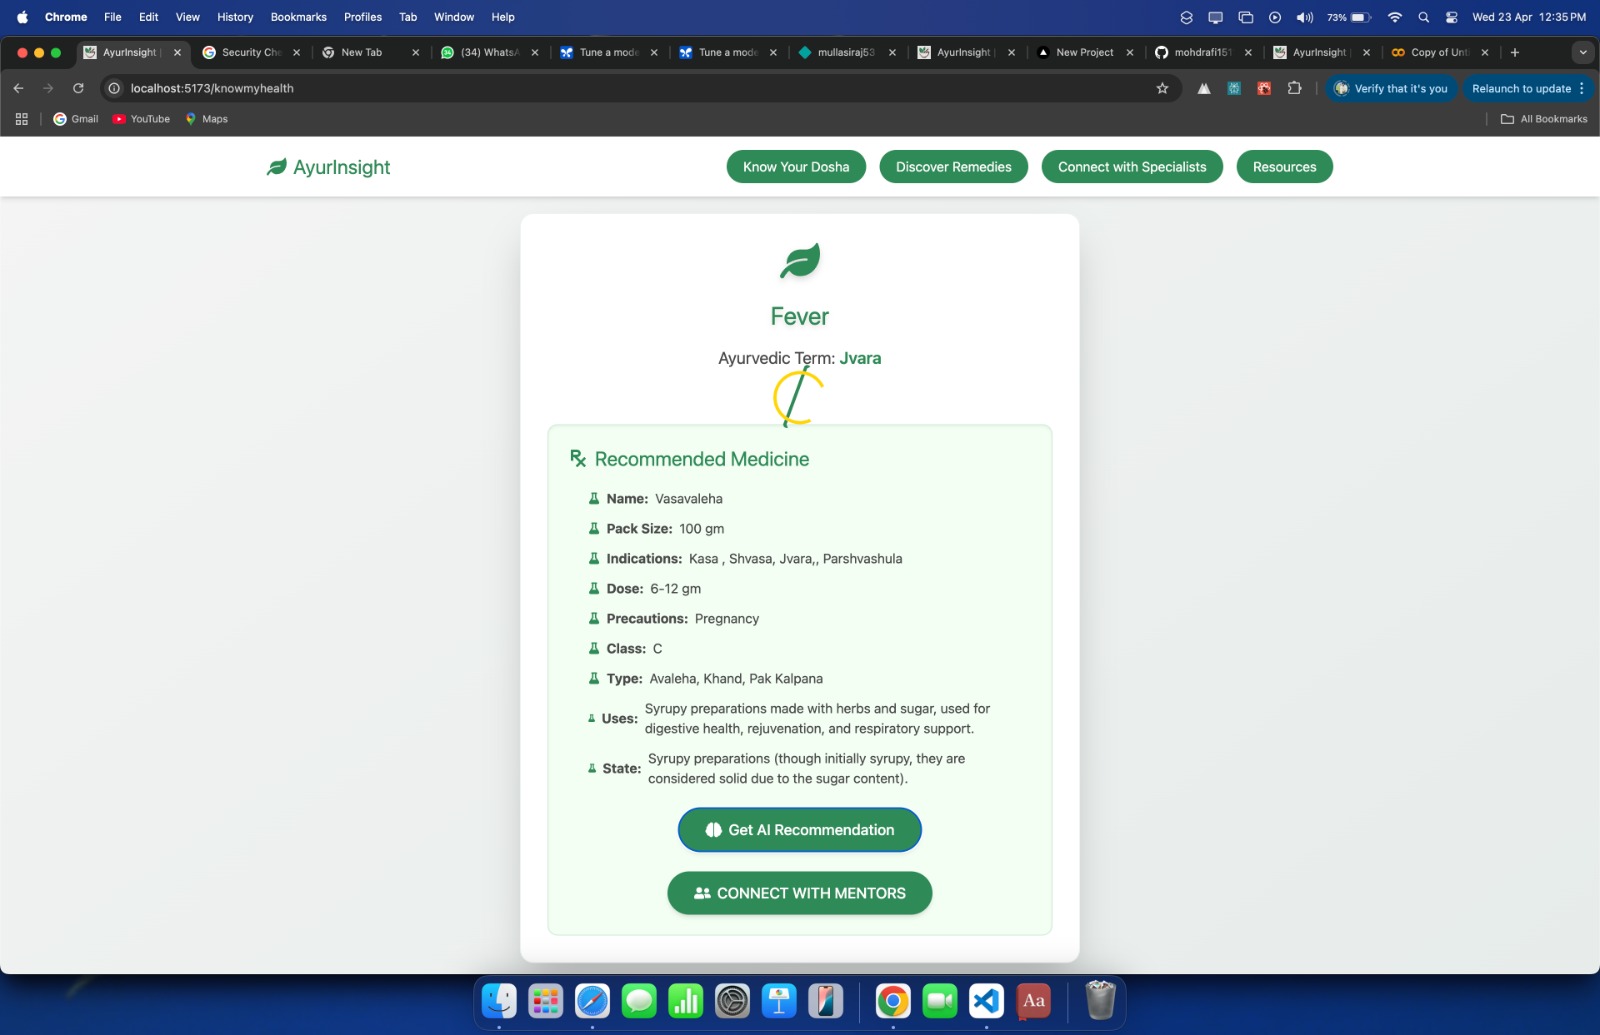 Chrome File Edit View History Bookmarks Profiles Tab Window Help 73% Wed 23 Apr 12:35 PM
AyurInsight | Security Che New Tab (34) WhatsA Tune a mode Tune a mode mullasiraj53 AyurInsight | New Project mohdrafi151 AyurInsight | Copy of Unt
localhost:5173/knowmyhealth Verify that it's you Relaunch to update
Gmail YouTube Maps All Bookmarks
AyurInsight Know Your Dosha Discover Remedies Connect with Specialists Resources
Fever
Ayurvedic Term: Jvara
Recommended Medicine
Name: Vasavaleha
Pack Size: 100 gm
Indications: Kasa , Shvasa, Jvara,, Parshvashula
Dose: 6-12 gm
Precautions: Pregnancy
Class: C
Type: Avaleha, Khand, Pak Kalpana
Uses: Syrupy preparations made with herbs and sugar, used for
digestive health, rejuvenation, and respiratory support.
State: Syrupy preparations (though initially syrupy, they are
considered solid due to the sugar content).
Get AI Recommendation
CONNECT WITH MENTORS
Aa